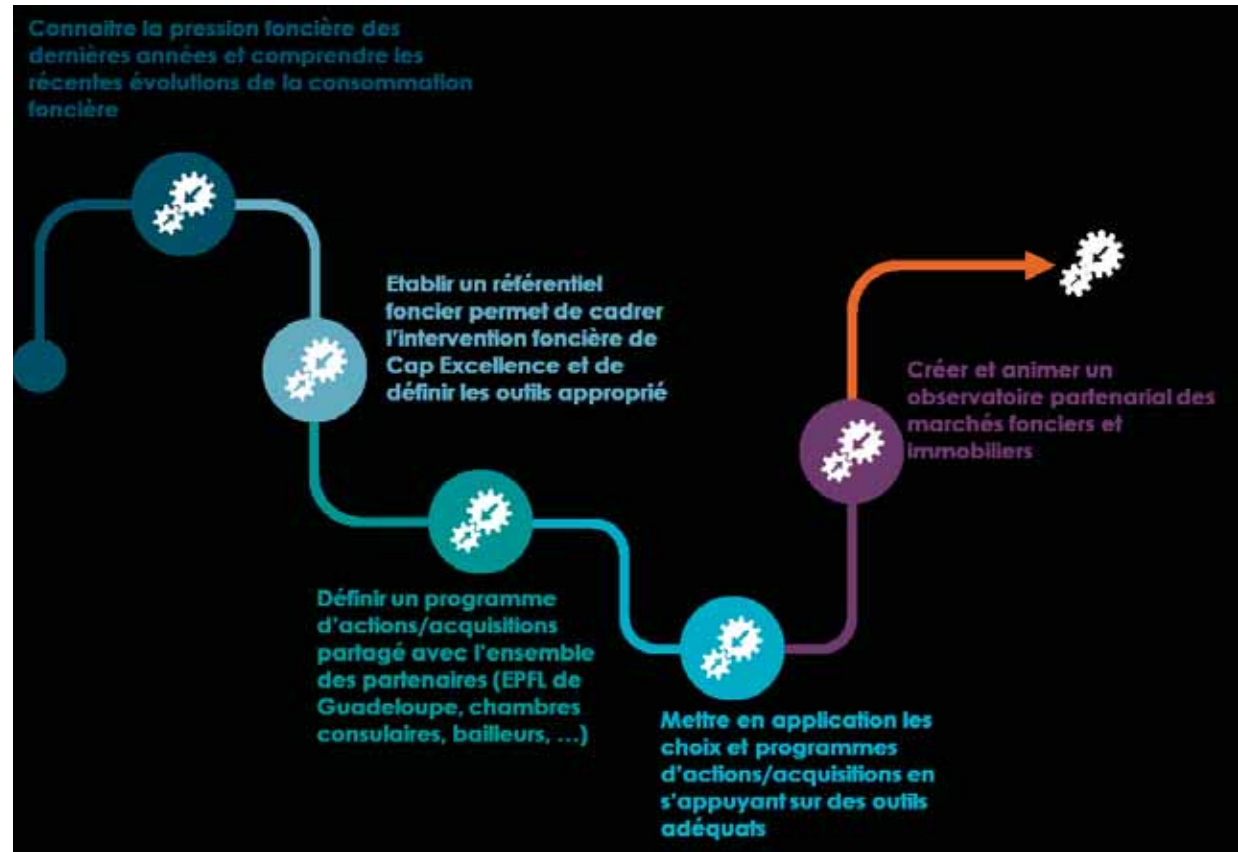 Connaître la pression foncière des
dernières années et comprendre les
récentes évolutions de la consommation
foncière
Etablir un référentiel
foncier permet de cadrer
l'intervention foncière de
Cap Excellence et de
définir les outils approprié
Définir un programme
d'actions/acquisitions
partagé avec l'ensemble
des partenaires (EPFL de
Guadeloupe, chambres
consulaires, bailleurs, ...)
Mettre en application les
choix et programmes
d'actions/acquisitions en
s'appuyant sur des outils
adéquats
Créer et animer un
observatoire partenarial des
marchés fonciers et
immobiliers